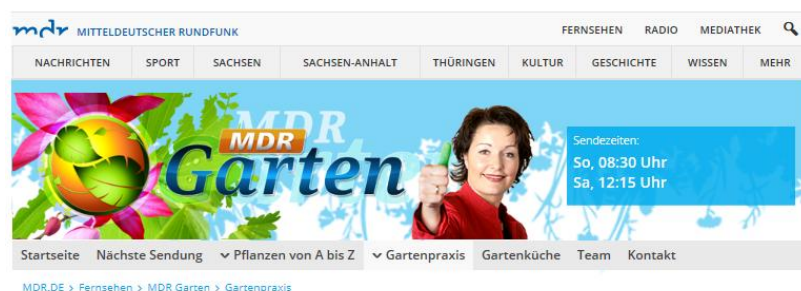 mdr MITTELDEUTSCHER RUNDFUNK
FERNSEHEN RADIO MEDIATHEK
NACHRICHTEN SPORT SACHSEN SACHSEN-ANHALT THÜRINGEN KULTUR GESCHICHTE WISSEN MEHR
MDR
MDR
Garten
Sendezeiten:
So, 08:30 Uhr
Sa, 12:15 Uhr
Startseite Nächste Sendung Pflanzen von A bis Z Gartenpraxis Gartenküche Team Kontakt
MDR.DE > Fernsehen > MDR Garten > Gartenpraxis